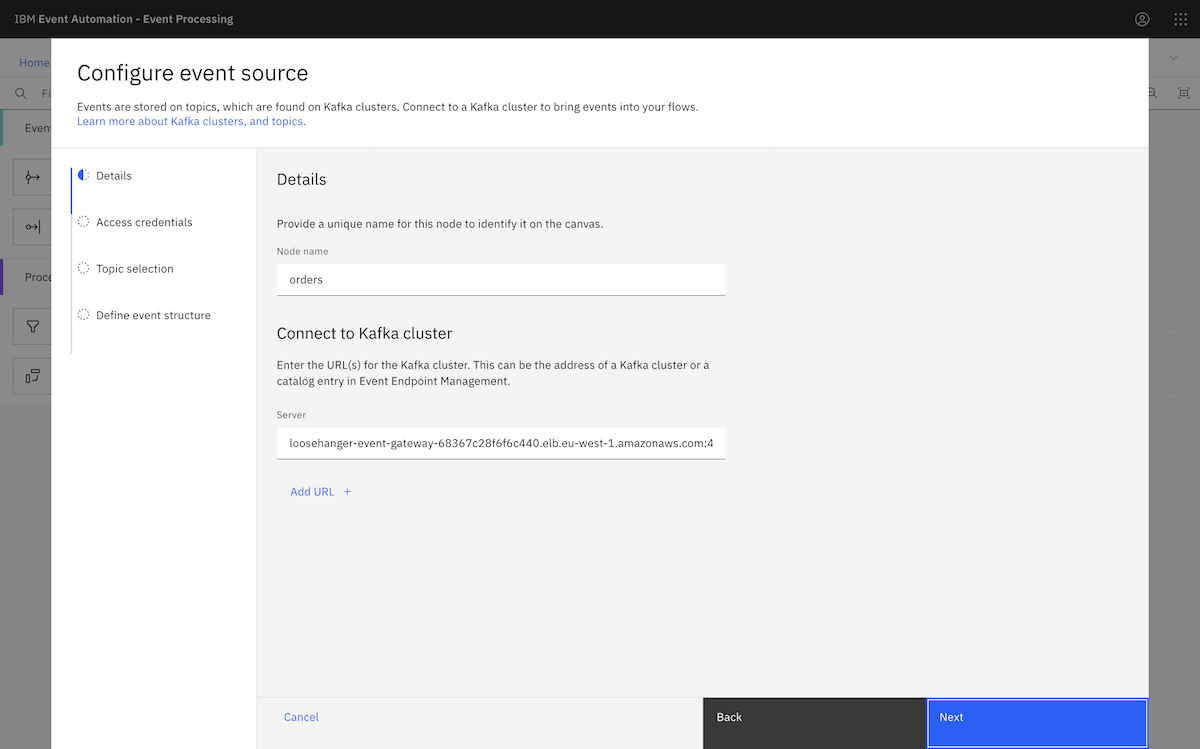 IBM Event Automation - Event Processing
Home
Configure event source
Events are stored on topics, which are found on Kafka clusters. Connect to a Kafka cluster to bring events into your flows.
Learn more about Kafka clusters, and topics.
Details
Access credentials
Topic selection
Define event structure
Details
Provide a unique name for this node to identify it on the canvas.
Node name
orders
Connect to Kafka cluster
Enter the URL(s) for the Kafka cluster. This can be the address of a Kafka cluster or a
catalog entry in Event Endpoint Management.
Server
loosehanger-event-gateway-68367c28f6f6c440.elb.eu-west-1.amazonaws.com:4
Add URL +
Cancel
Back
Next